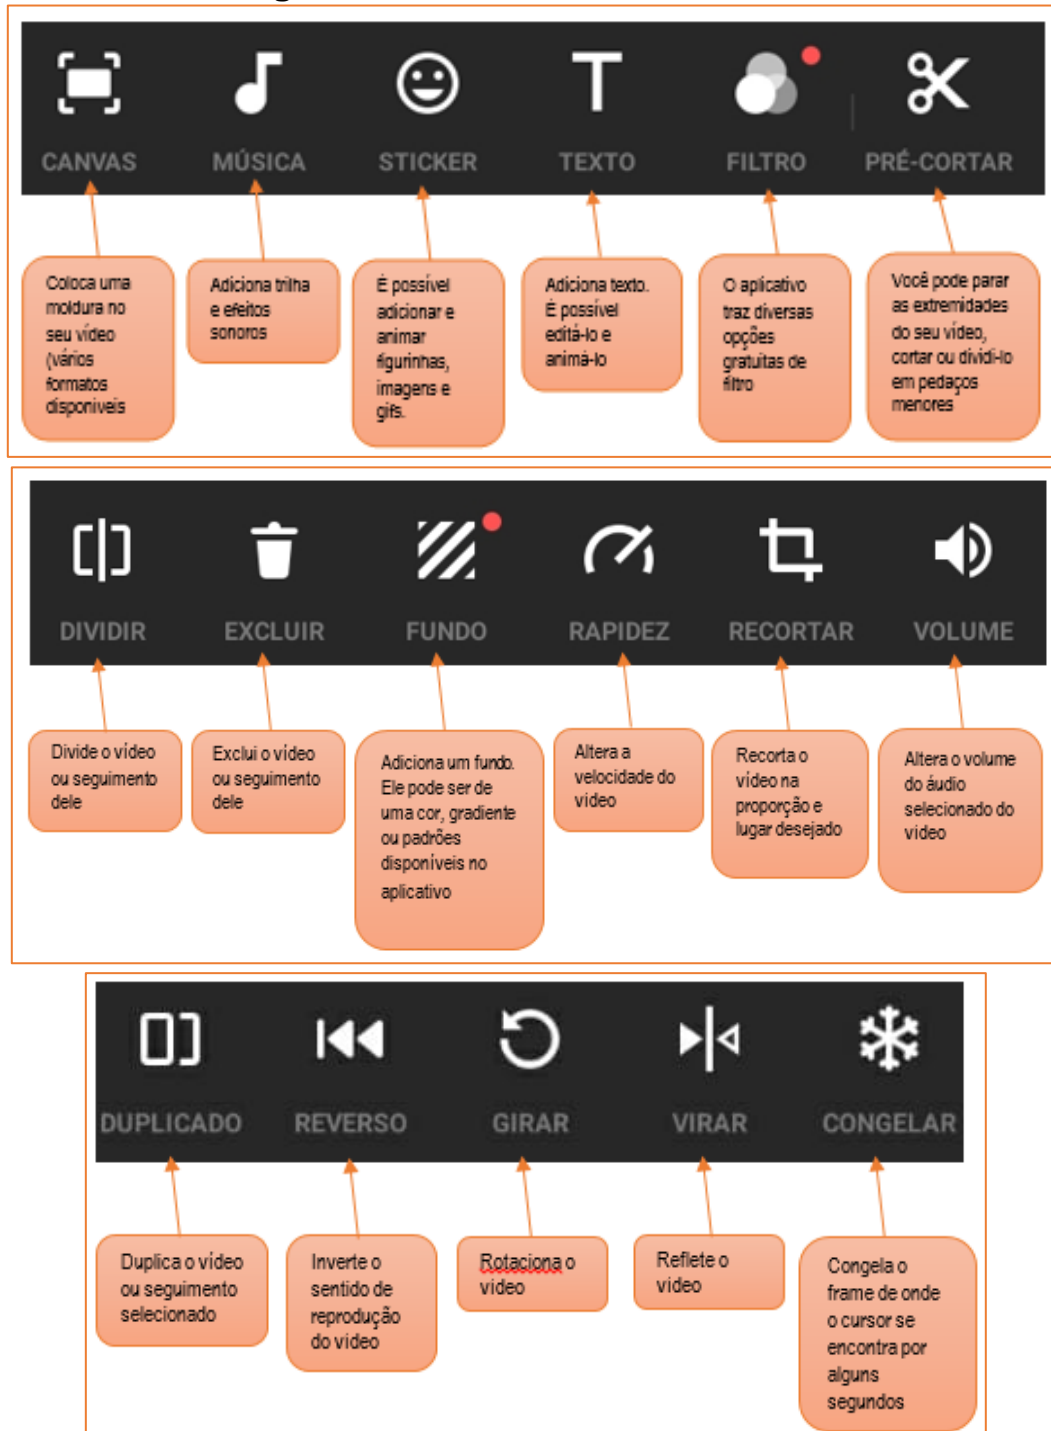 CANVAS MÚSICA STICKER TEXTO FILTRO PRÉ-CORTAR
Coloca uma
moldura no
seu vídeo
(vários
formatos
disponiveis
Adiciona trilha
e efeitos
sonoros
É possível
adicionar e
animar
figurinhas,
imagens e
gifs.
Adiciona texto.
É possível
editá-lo e
animá-lo
O aplicativo
traz diversas
opções
gratuitas de
filtro
Você pode parar
as extremidades
do seu vídeo,
cortar ou dividi-lo
em pedaços
menores
DIVIDIR EXCLUIR FUNDO RAPIDEZ RECORTAR VOLUME
Divide o vídeo
ou seguimento
dele
Exclui o vídeo
ou seguimento
dele
Adiciona um fundo.
Ele pode ser de
uma cor, gradiente
ou padrões
disponíveis no
aplicativo
Altera a
velocidade do
video
Recorta o
vídeo na
proporção e
lugar desejado
Altera o volume
do áudio
selecionado do
video
DUPLICADO REVERSO GIRAR VIRAR CONGELAR
Duplica o vídeo
ou seguimento
selecionado
Inverte o
sentido de
reprodução
do video
Rotaciona o
video
Reflete o
video
Congela o
frame de onde
o cursor se
encontra por
alguns
segundos